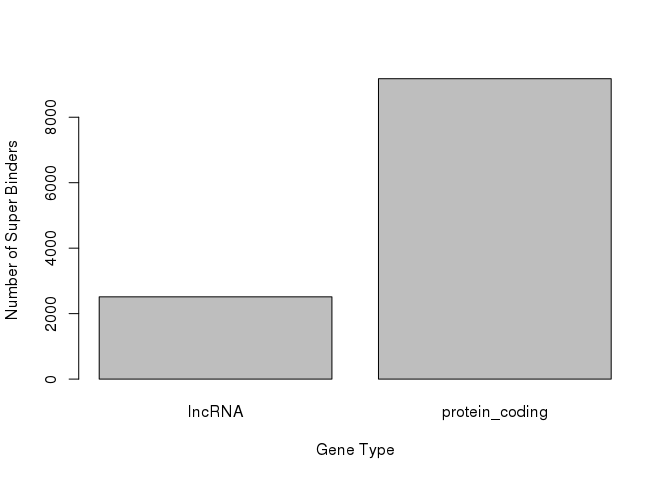 Number of Super Binders
8000
6000
4000
2000
0
lncRNA
protein_coding
Gene Type